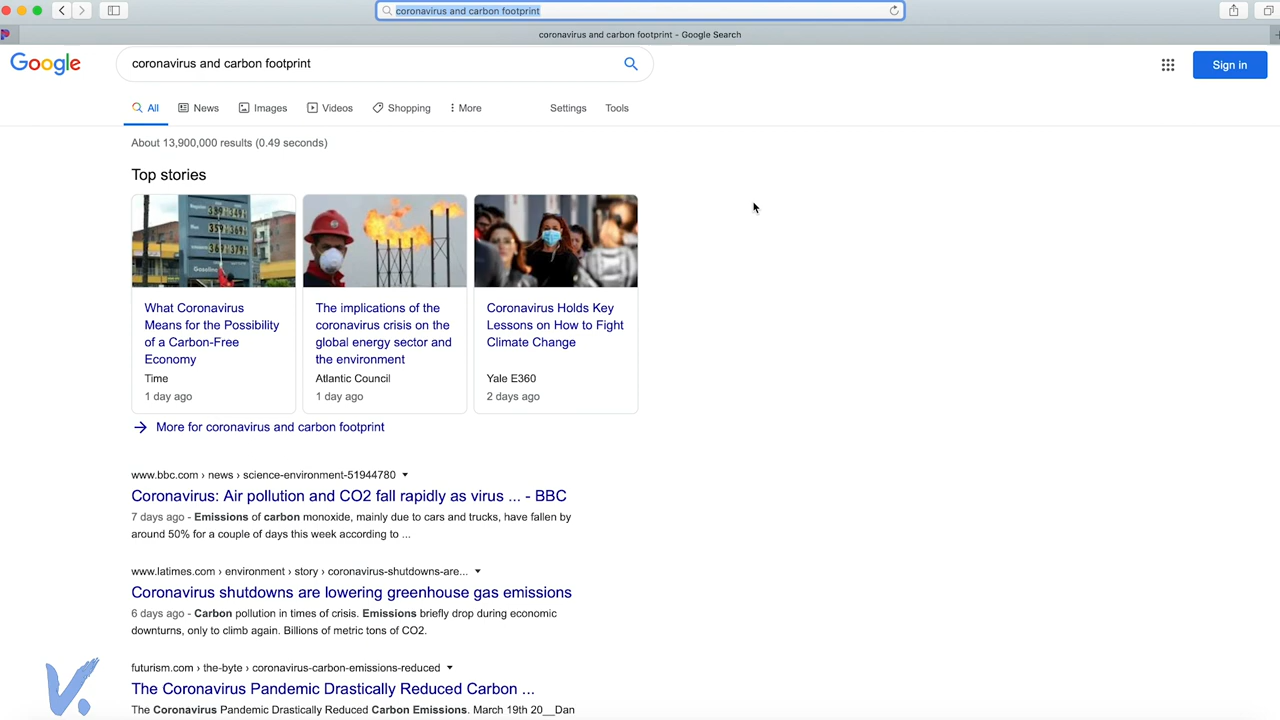 coronavirus and carbon footprint
coronavirus and carbon footprint - Google Search
Google
coronavirus and carbon footprint
Sign in
All
News
Images
Videos
Shopping
More
Settings
Tools
About 13,900,000 results (0.49 seconds)
Top stories
Gasoline
What Coronavirus
Means for the Possibility
of a Carbon-Free
Economy
Time
1 day ago
The implications of the
coronavirus crisis on the
global energy sector and
the environment
Atlantic Council
1 day ago
Coronavirus Holds Key
Lessons on How to Fight
Climate Change
Yale E360
2 days ago
More for coronavirus and carbon footprint
www.bbc.com › news › science-environment-51944780
Coronavirus: Air pollution and CO2 fall rapidly as virus ... - BBC
7 days ago - Emissions of carbon monoxide, mainly due to cars and trucks, have fallen by
around 50% for a couple of days this week according to ...
www.latimes.com › environment › story › coronavirus-shutdowns-are...
Coronavirus shutdowns are lowering greenhouse gas emissions
6 days ago - Carbon pollution in times of crisis. Emissions briefly drop during economic
downturns, only to climb again. Billions of metric tons of CO2.
futurism.com › the-byte › coronavirus-carbon-emissions-reduced
The Coronavirus Pandemic Drastically Reduced Carbon ...
The Coronavirus Pandemic Drastically Reduced Carbon Emissions. March 19th 20__Dan
V.